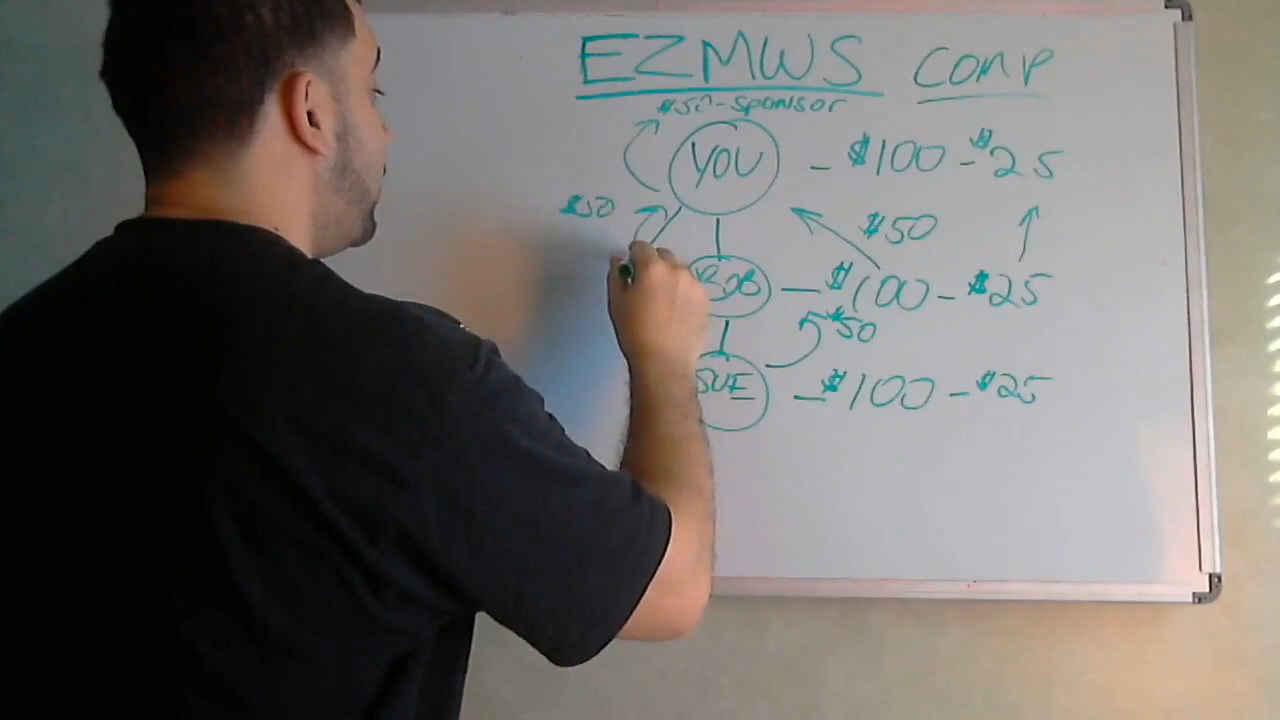 EZMWS COMP
$50-SPONSOR
YOU - $100 - $25
$50
$50
BOB - $100 - $25
$50
SUE - $100 - $25